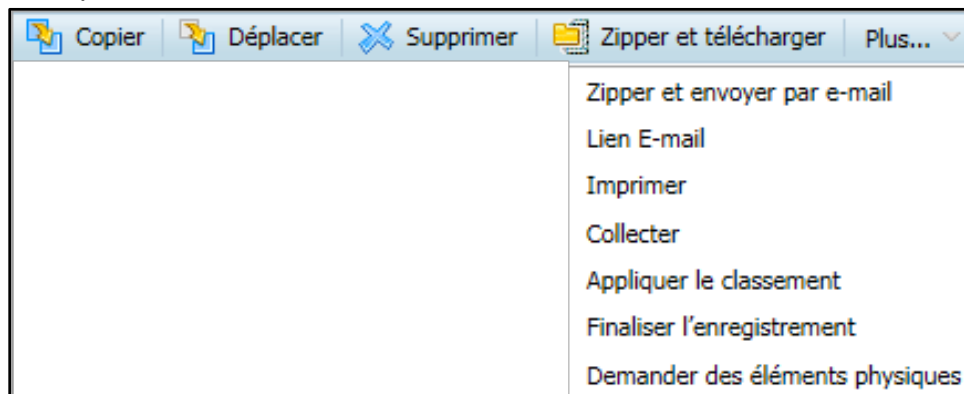 Copier Déplacer Supprimer Zipper et télécharger Plus...
Zipper et envoyer par e-mail
Lien E-mail
Imprimer
Collecter
Appliquer le classement
Finaliser l’enregistrement
Demander des éléments physiques